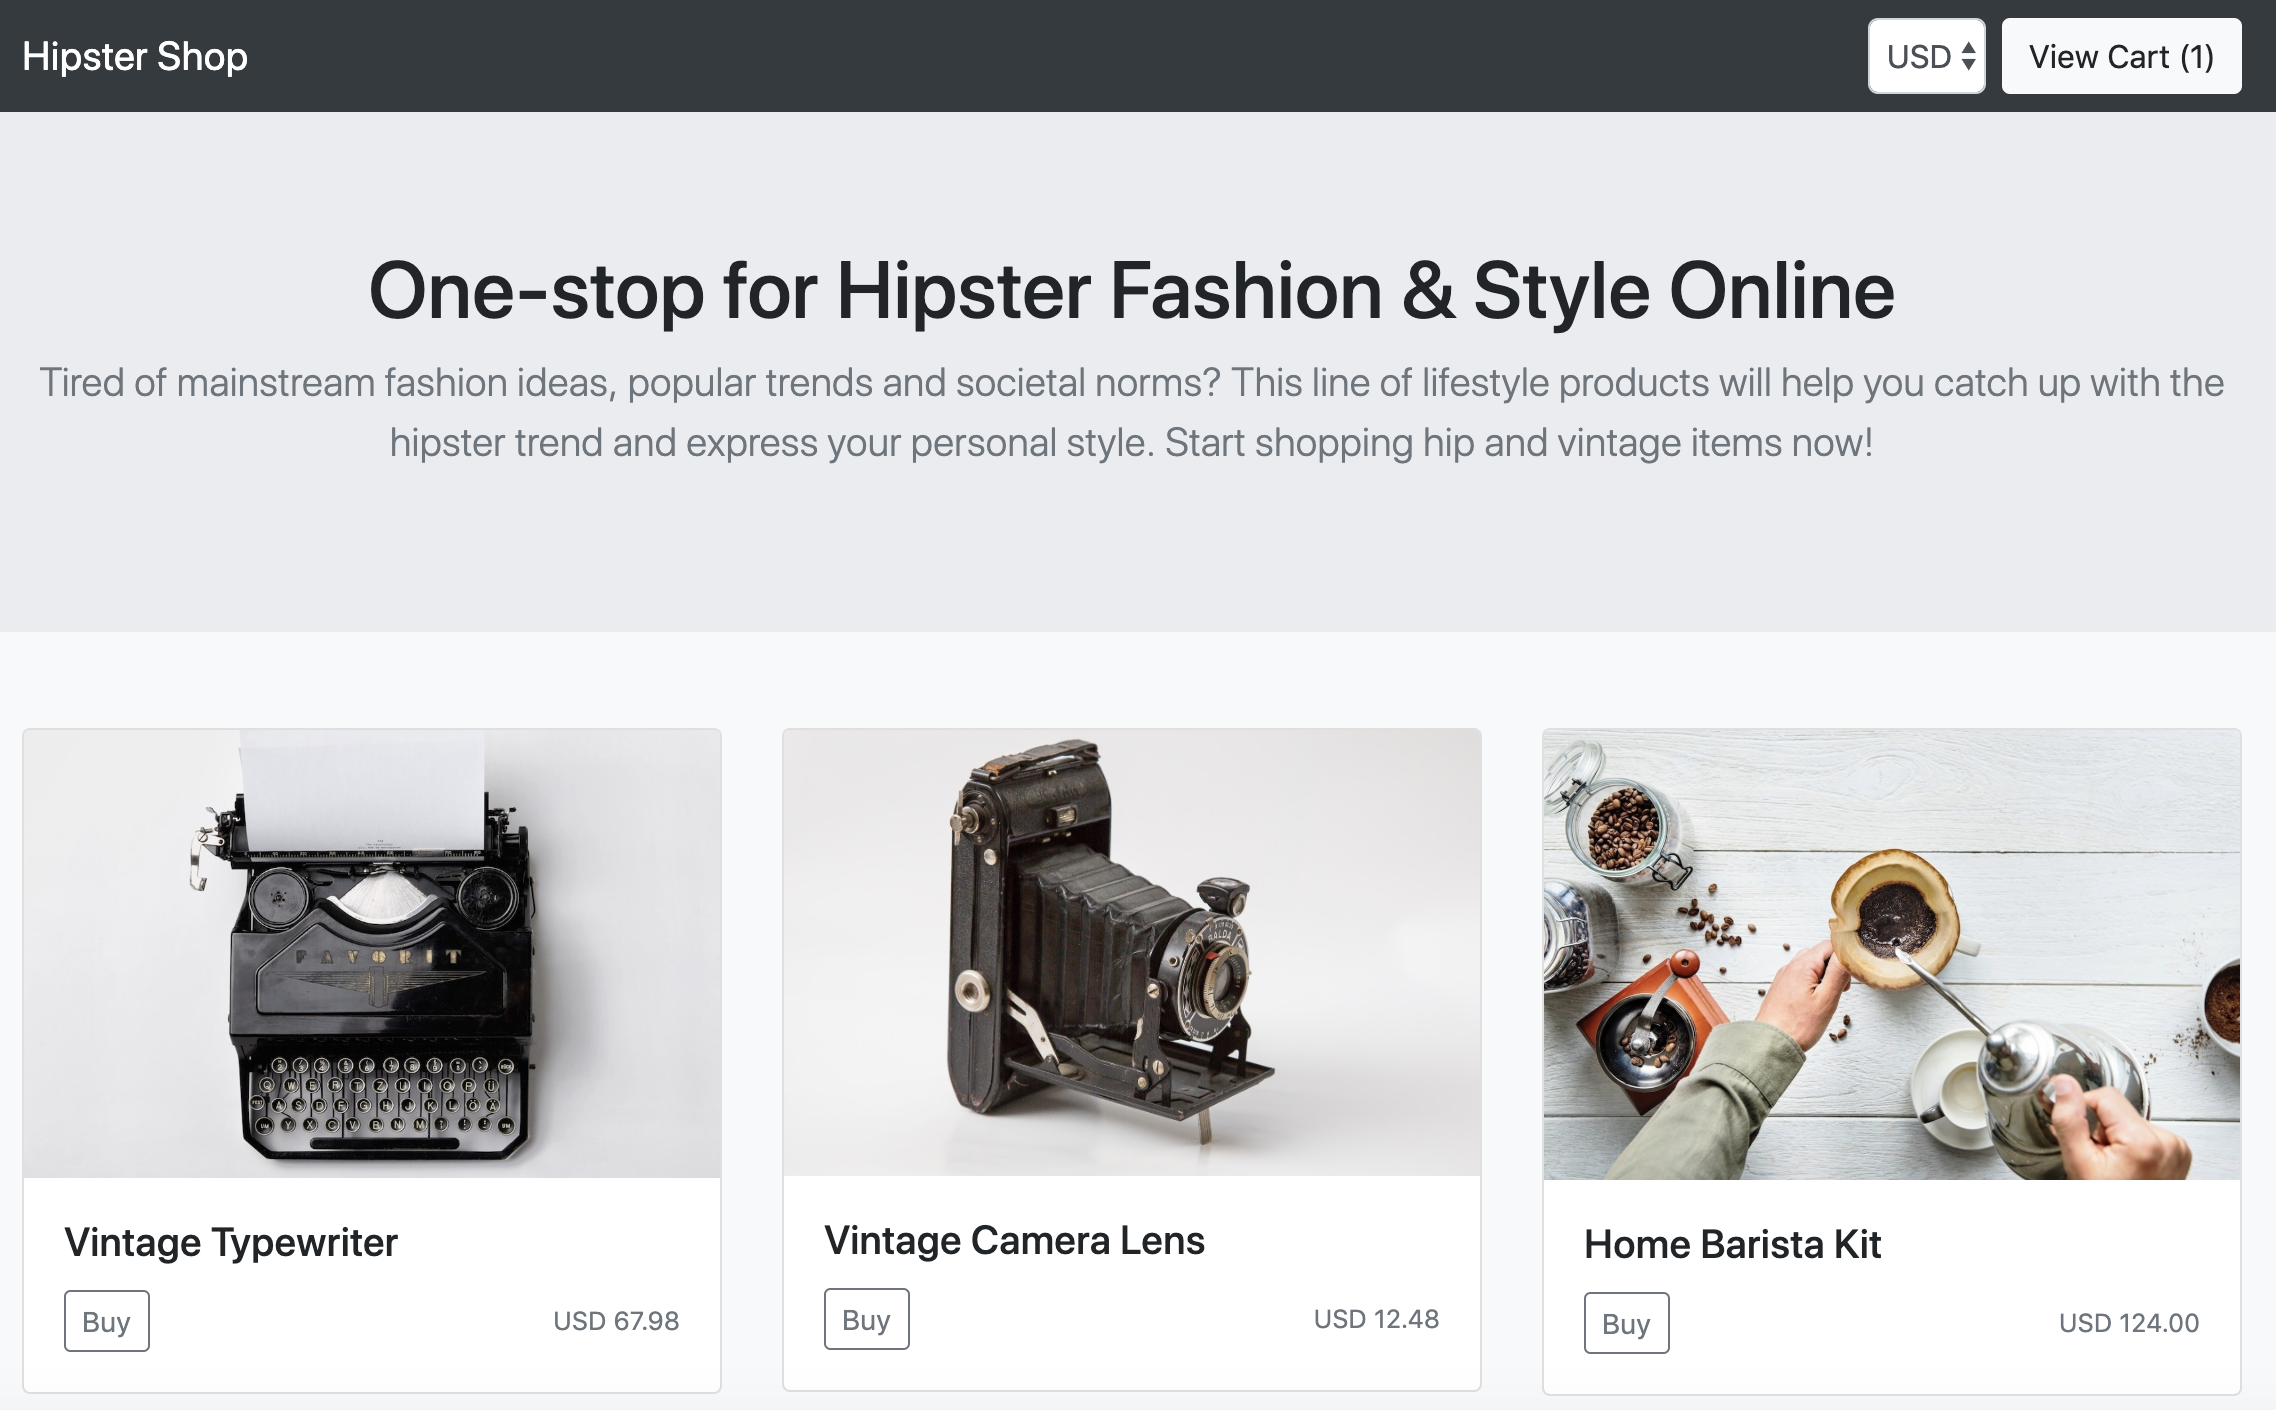 Hipster Shop
USD
View Cart (1)
One-stop for Hipster Fashion & Style Online
Tired of mainstream fashion ideas, popular trends and societal norms? This line of lifestyle products will help you catch up with the
hipster trend and express your personal style. Start shopping hip and vintage items now!
FAVORIT
Q W E R T Z U I O P Ü
A S D F G H J K L Ö Ä
Y X C V B N M
Vintage Typewriter
Buy
USD 67.98
BALDA
Vintage Camera Lens
Buy
USD 12.48
Home Barista Kit
Buy
USD 124.00